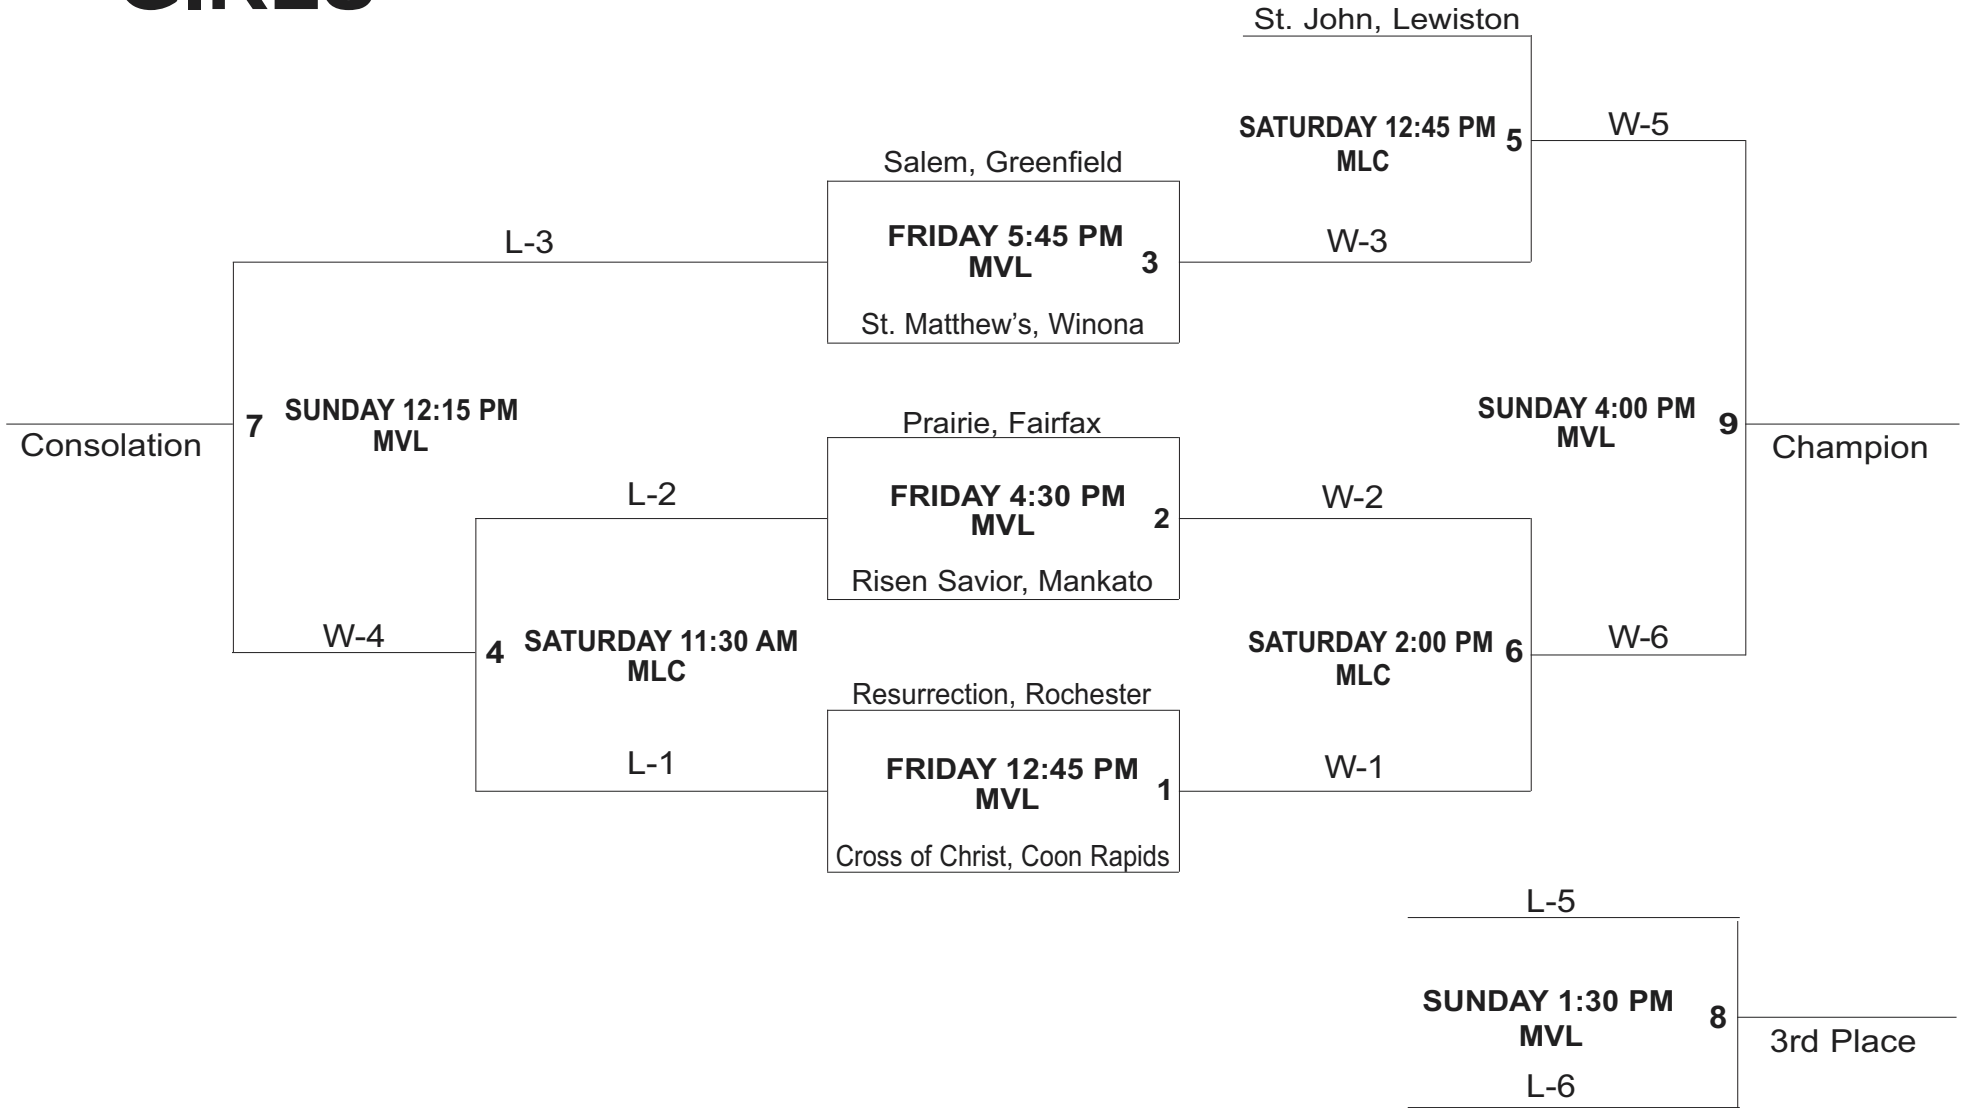 GIRLS
St. John, Lewiston
SATURDAY 12:45 PM 5
MLC
W-5
Salem, Greenfield
FRIDAY 5:45 PM
MVL 3
St. Matthew’s, Winona
L-3
W-3
7 SUNDAY 12:15 PM
MVL
Consolation
Prairie, Fairfax
FRIDAY 4:30 PM
MVL 2
Risen Savior, Mankato
SUNDAY 4:00 PM 9
MVL
Champion
L-2
W-2
W-4
4 SATURDAY 11:30 AM
MLC
SATURDAY 2:00 PM 6
MLC
W-6
Resurrection, Rochester
FRIDAY 12:45 PM
MVL 1
Cross of Christ, Coon Rapids
L-1
W-1
L-5
SUNDAY 1:30 PM 8
MVL
3rd Place
L-6